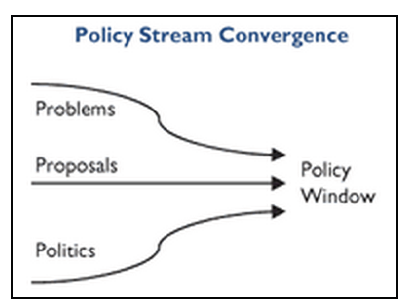 Policy Stream Convergence
Problems
Proposals
Policy
Window
Politics